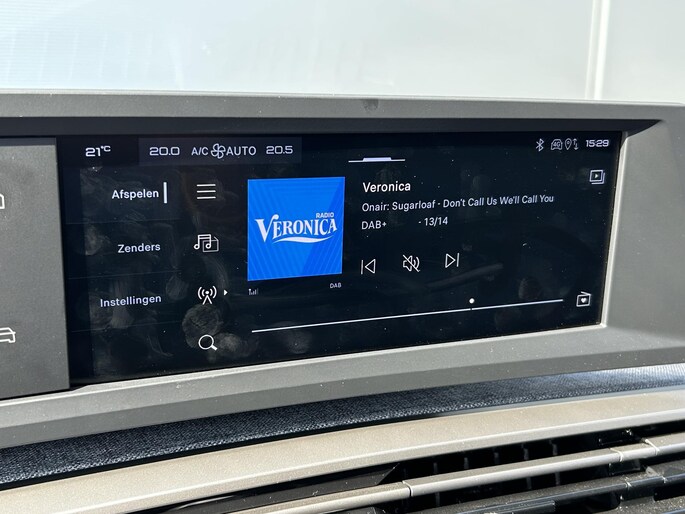 21°C
20.0 A/C AUTO 20.5
4G
15:29
Afspelen
Zenders
Instellingen
RADIO
VERONICA
DAB
Veronica
Onair: Sugarloaf - Don't Call Us We'll Call You
DAB+ - 13/14